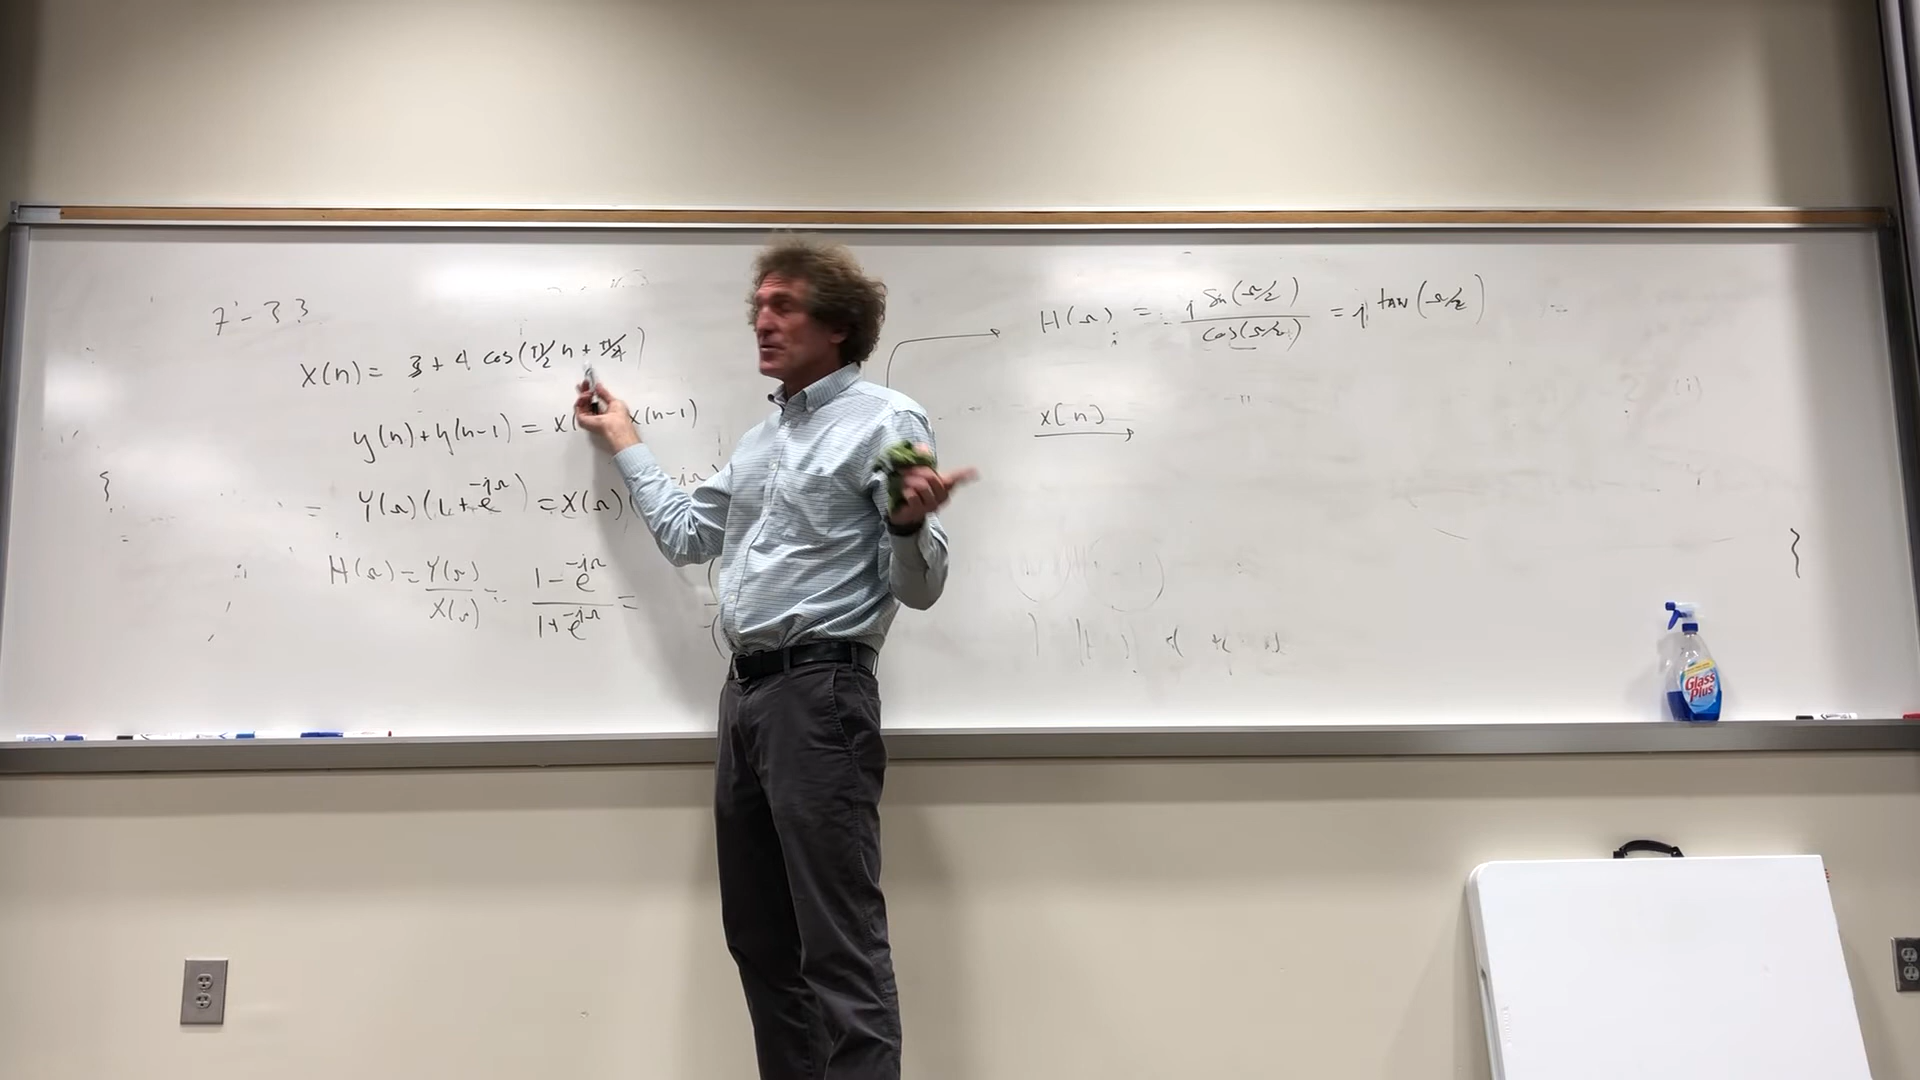 7-33
x(n) = 3 + 4 cos(π/2 n + π/4)
y(n) + y(n-1) = x( x(n-1)
= Y(Ω)(1+e^-jΩ) = X(Ω)( -jΩ
H(Ω) = Y(Ω)/X(Ω) = 1-e^-jΩ / 1+e^-jΩ =
H(Ω) = j sin(Ω/2) / cos(Ω/2) = j tan(Ω/2)
x[n]
Glass Plus